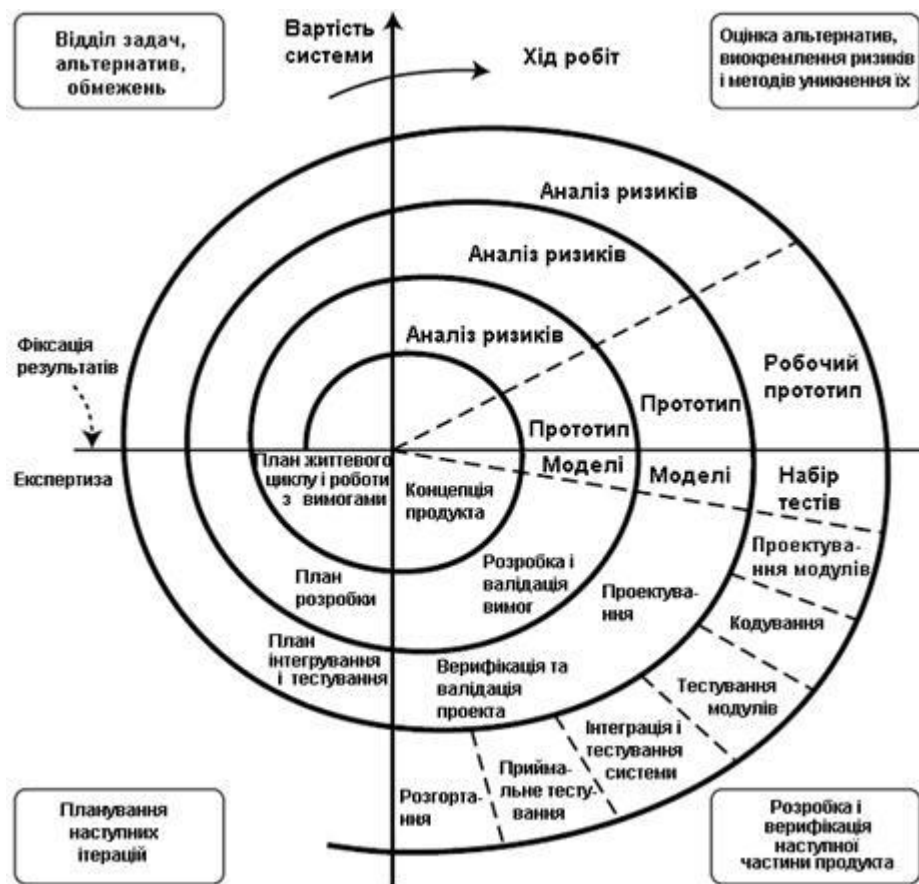 Відділ задач,
альтернатив,
обмежень
Вартість
системи
Хід робіт
Оцінка альтернатив,
виокремлення ризиків
і методів уникнення їх
Аналіз ризиків
Аналіз ризиків
Аналіз ризиків
Фіксація
результатів
Експертиза
Робочий
прототип
Прототип
Прототип
Моделі
Моделі
Набір
тестів
План життевого
циклу і роботи
з вимогами
Концепція
продукта
План
розробки
Розробка і
валідація
вимог
Проектува-
ння
Проектува-
ння модулів
Кодування
Тестування
модулів
План
інтегрування
і тестування
Верифікація та
валідація
проекта
Інтеграція і
тестування
системи
Прийма-
льне тесту-
вання
Розгорта-
ння
Планування
наступних
ітерацій
Розробка і
верифікація
наступної
частини продукта